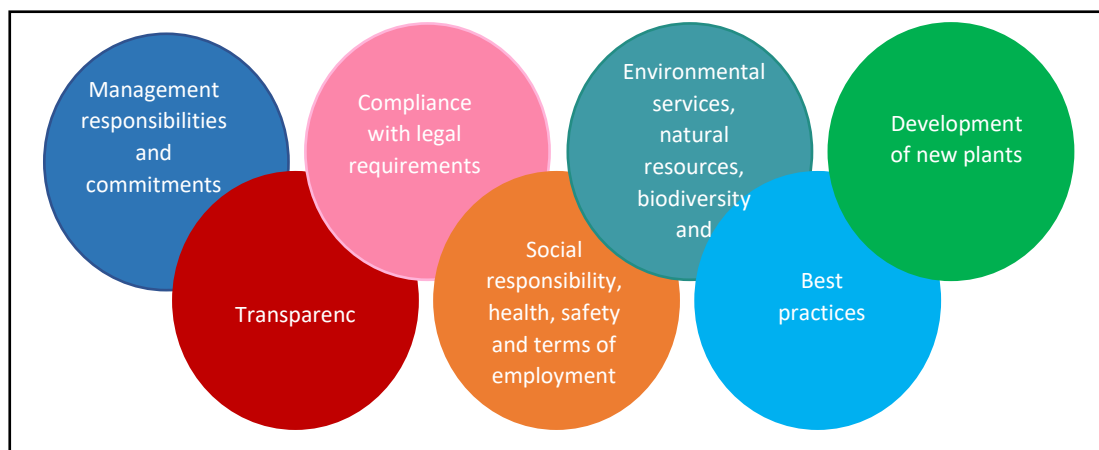 Management
responsibilities
and
commitments
Transparenc
Compliance
with legal
requirements
Social
responsibility,
health, safety
and terms of
employment
Environmental
services,
natural
resources,
biodiversity
and
Best
practices
Development
of new plants